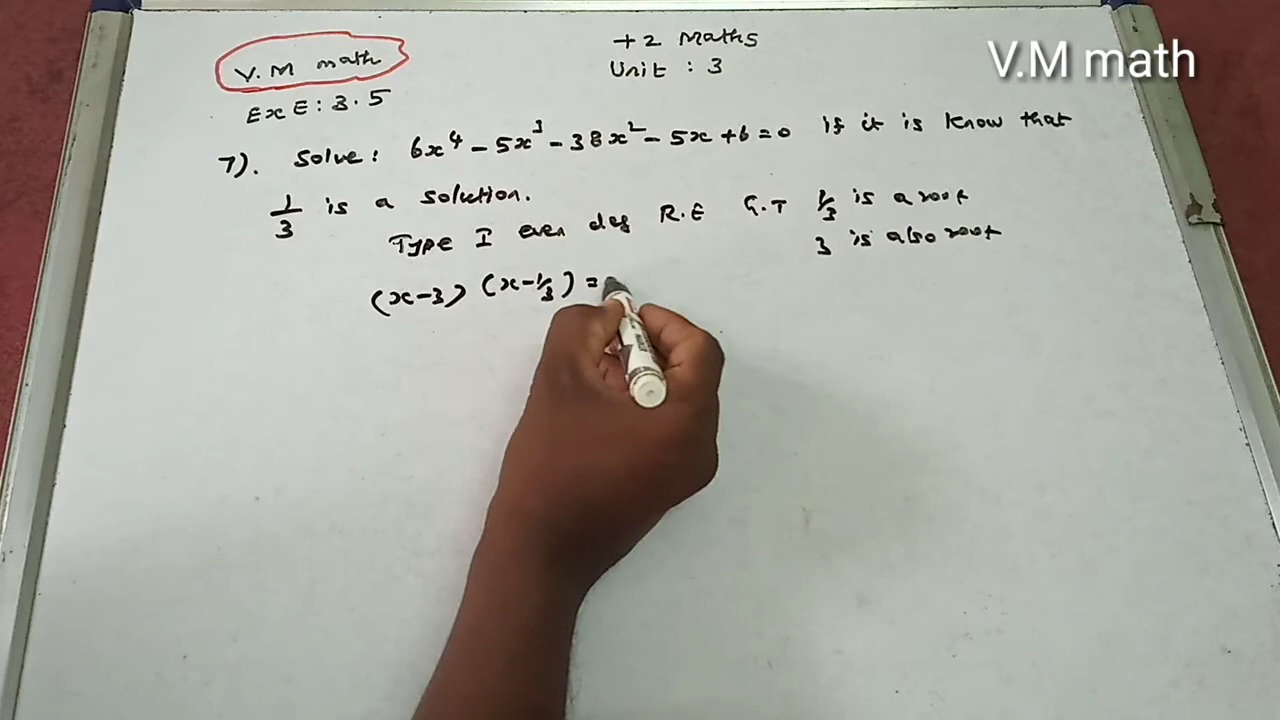 V.M math
+2 Maths
V.M math
Unit : 3
ExE: 3.5
7). Solve: 6x⁴ - 5x³ - 38x² - 5x + 6 = 0 if it is know that
1/3 is a solution.
Type I even deg R.E G.T 1/3 is a root
3 is also root
(x-3) (x-1/3) =